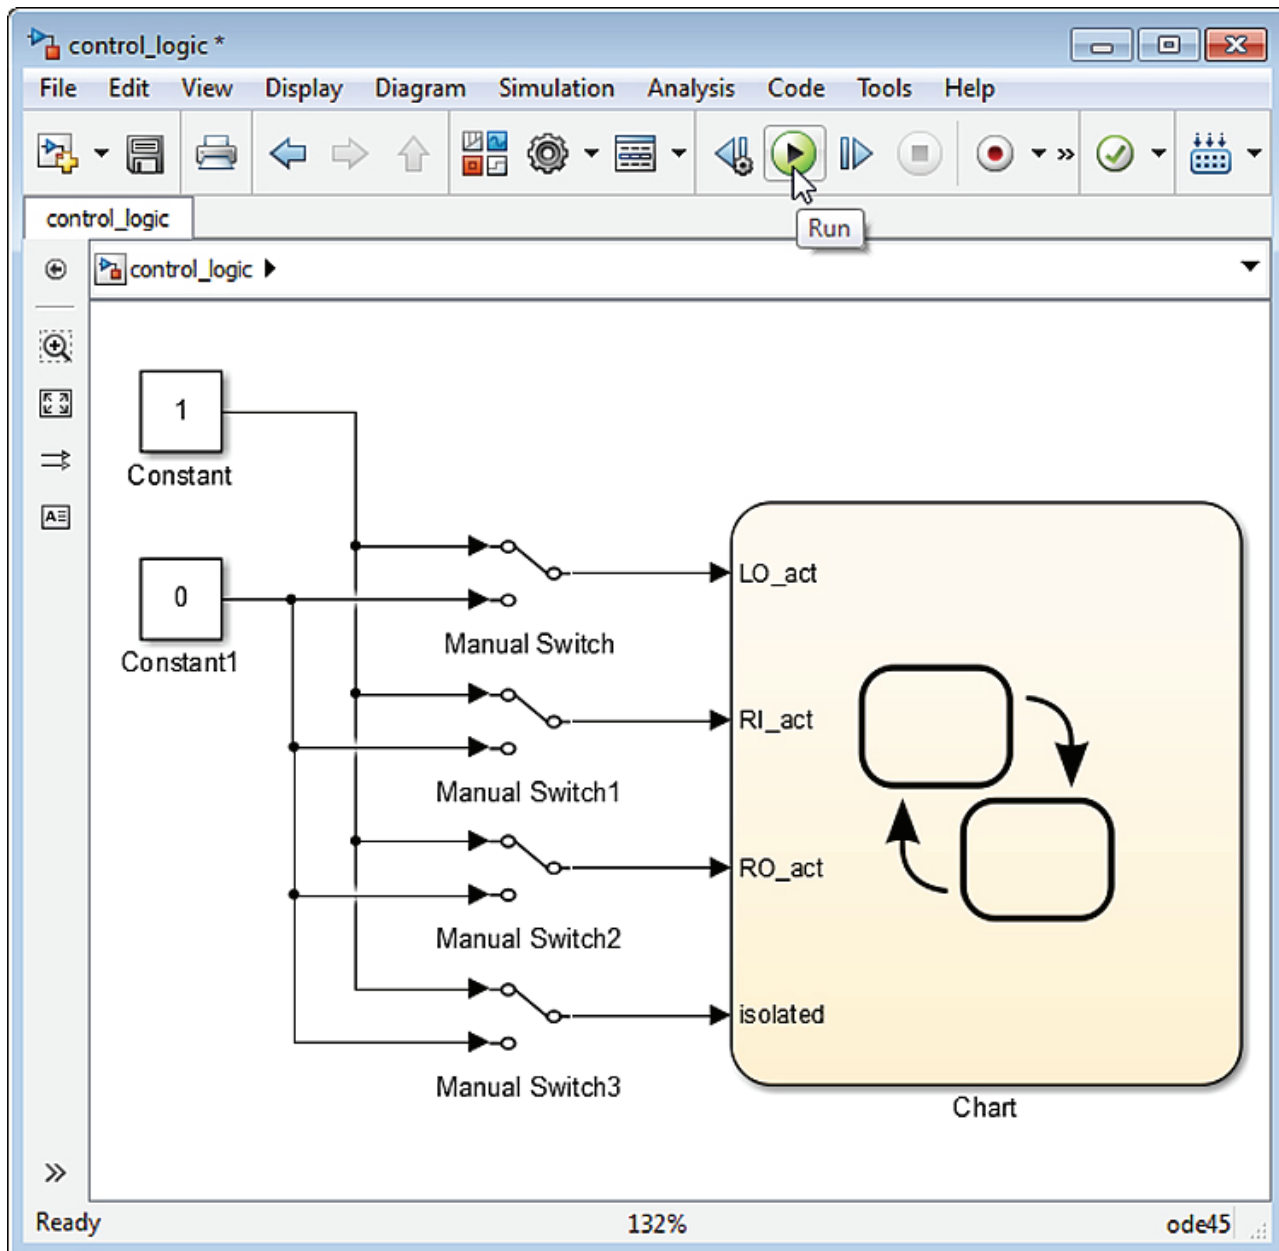 control_logic *
File Edit View Display Diagram Simulation Analysis Code Tools Help
Run
control_logic
control_logic
1
Constant
0
Constant1
LO_act
Manual Switch
RI_act
Manual Switch1
RO_act
Manual Switch2
isolated
Manual Switch3
Chart
Ready 132% ode45